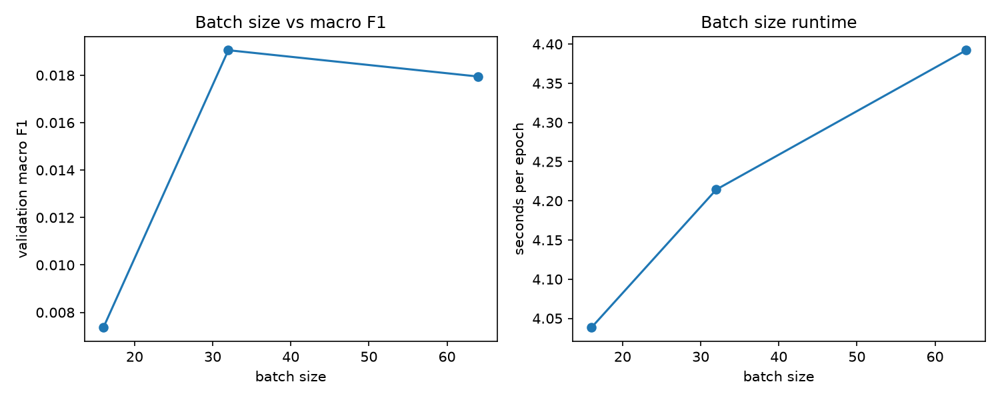 Batch size vs macro F1
validation macro F1
0.018
0.016
0.014
0.012
0.010
0.008
20 30 40 50 60
batch size
Batch size runtime
seconds per epoch
4.40
4.35
4.30
4.25
4.20
4.15
4.10
4.05
20 30 40 50 60
batch size